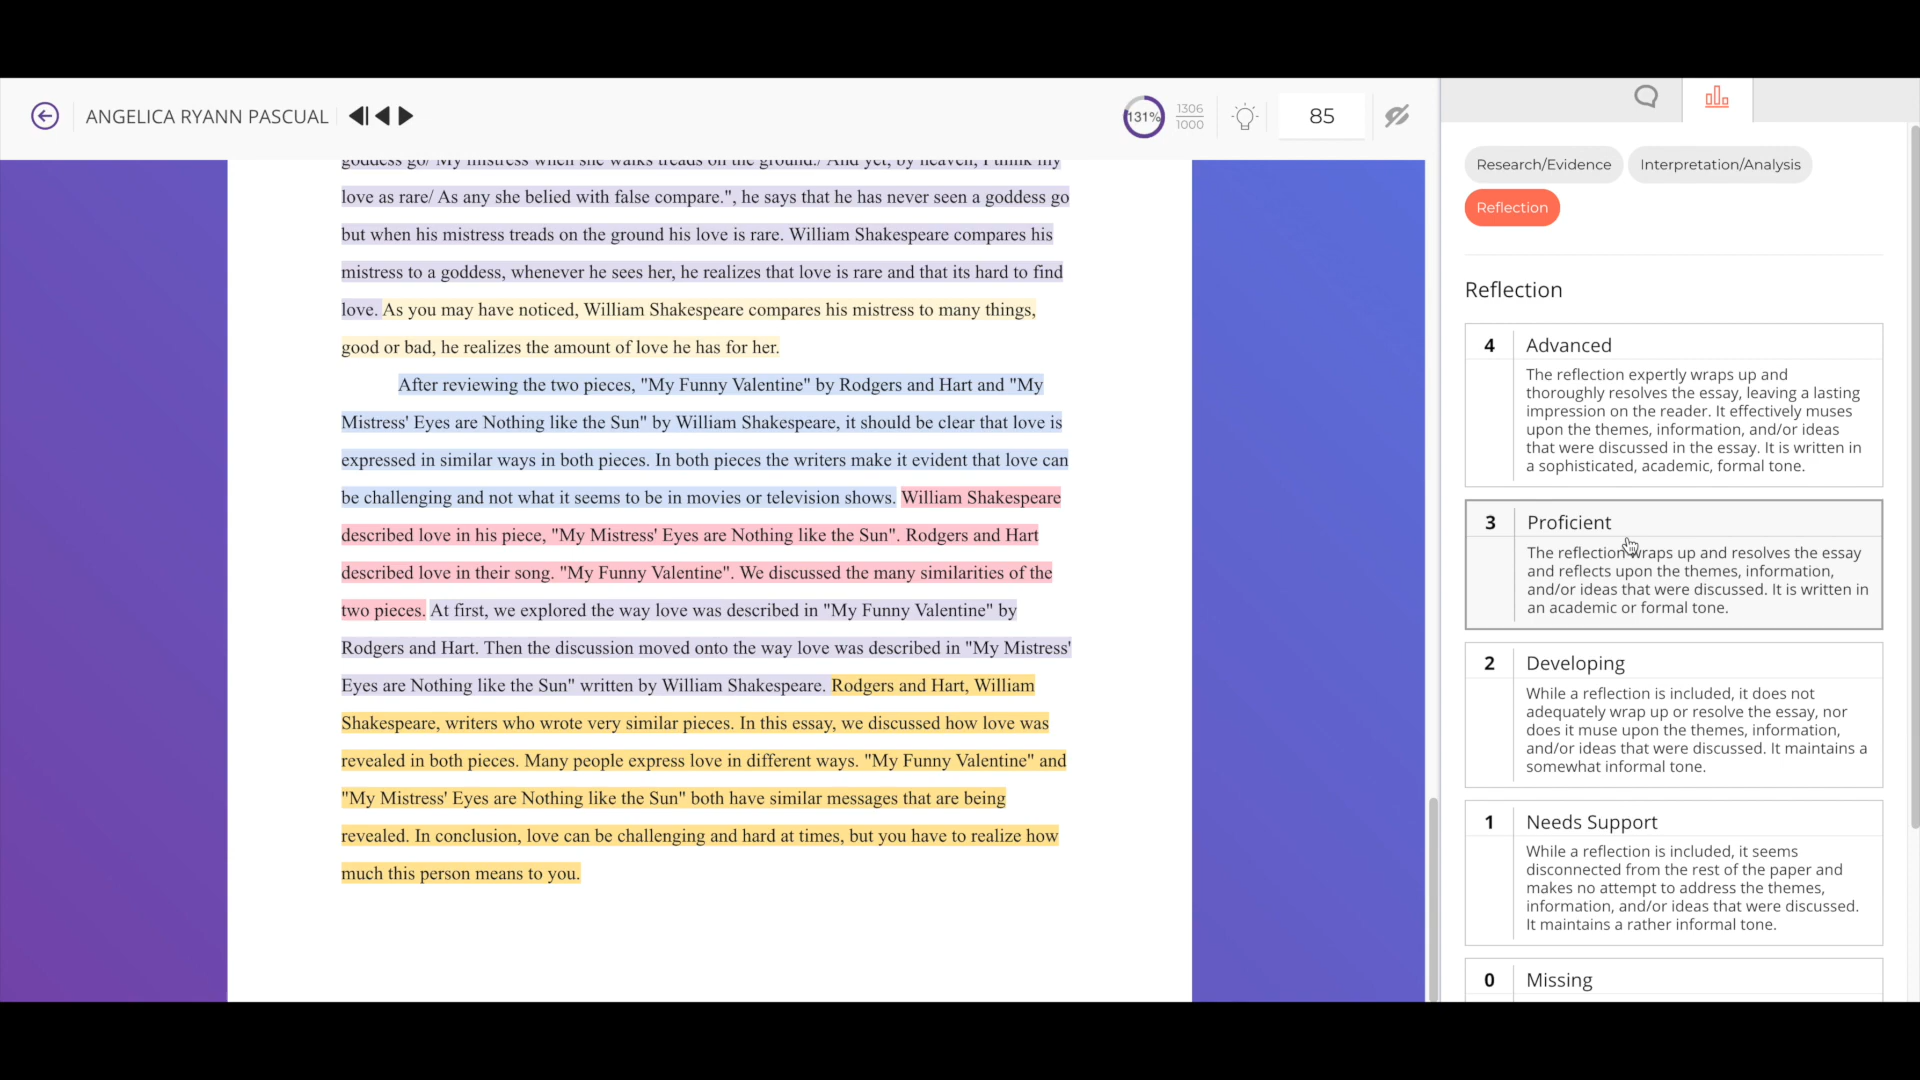 ANGELICA RYANN PASCUAL
131%
1306
1000
85
goddess go/ My mistress when she walks treads on the ground./ And yet, by heaven, I think my
love as rare/ As any she belied with false compare.", he says that he has never seen a goddess go
but when his mistress treads on the ground his love is rare. William Shakespeare compares his
mistress to a goddess, whenever he sees her, he realizes that love is rare and that its hard to find
love. As you may have noticed, William Shakespeare compares his mistress to many things,
good or bad, he realizes the amount of love he has for her.
After reviewing the two pieces, "My Funny Valentine" by Rodgers and Hart and "My
Mistress' Eyes are Nothing like the Sun" by William Shakespeare, it should be clear that love is
expressed in similar ways in both pieces. In both pieces the writers make it evident that love can
be challenging and not what it seems to be in movies or television shows. William Shakespeare
described love in his piece, "My Mistress' Eyes are Nothing like the Sun". Rodgers and Hart
described love in their song. "My Funny Valentine". We discussed the many similarities of the
two pieces. At first, we explored the way love was described in "My Funny Valentine" by
Rodgers and Hart. Then the discussion moved onto the way love was described in "My Mistress'
Eyes are Nothing like the Sun" written by William Shakespeare. Rodgers and Hart, William
Shakespeare, writers who wrote very similar pieces. In this essay, we discussed how love was
revealed in both pieces. Many people express love in different ways. "My Funny Valentine" and
"My Mistress' Eyes are Nothing like the Sun" both have similar messages that are being
revealed. In conclusion, love can be challenging and hard at times, but you have to realize how
much this person means to you.
Research/Evidence
Interpretation/Analysis
Reflection
Reflection
4 Advanced
The reflection expertly wraps up and
thoroughly resolves the essay, leaving a lasting
impression on the reader. It effectively muses
upon the themes, information, and/or ideas
that were discussed in the essay. It is written in
a sophisticated, academic, formal tone.
3 Proficient
The reflection wraps up and resolves the essay
and reflects upon the themes, information,
and/or ideas that were discussed. It is written in
an academic or formal tone.
2 Developing
While a reflection is included, it does not
adequately wrap up or resolve the essay, nor
does it muse upon the themes, information,
and/or ideas that were discussed. It maintains a
somewhat informal tone.
1 Needs Support
While a reflection is included, it seems
disconnected from the rest of the paper and
makes no attempt to address the themes,
information, and/or ideas that were discussed.
It maintains a rather informal tone.
0 Missing